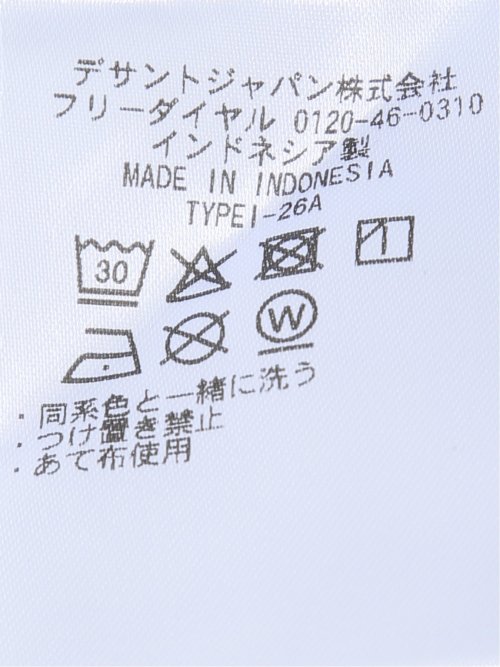 デサントジャパン株式会社
フリーダイヤル 0120-46-0310
インドネシア製
MADE IN INDONESIA
TYPEI-26A
30
W
・同系色と一緒に洗う
・つけ置き禁止
・あて布使用